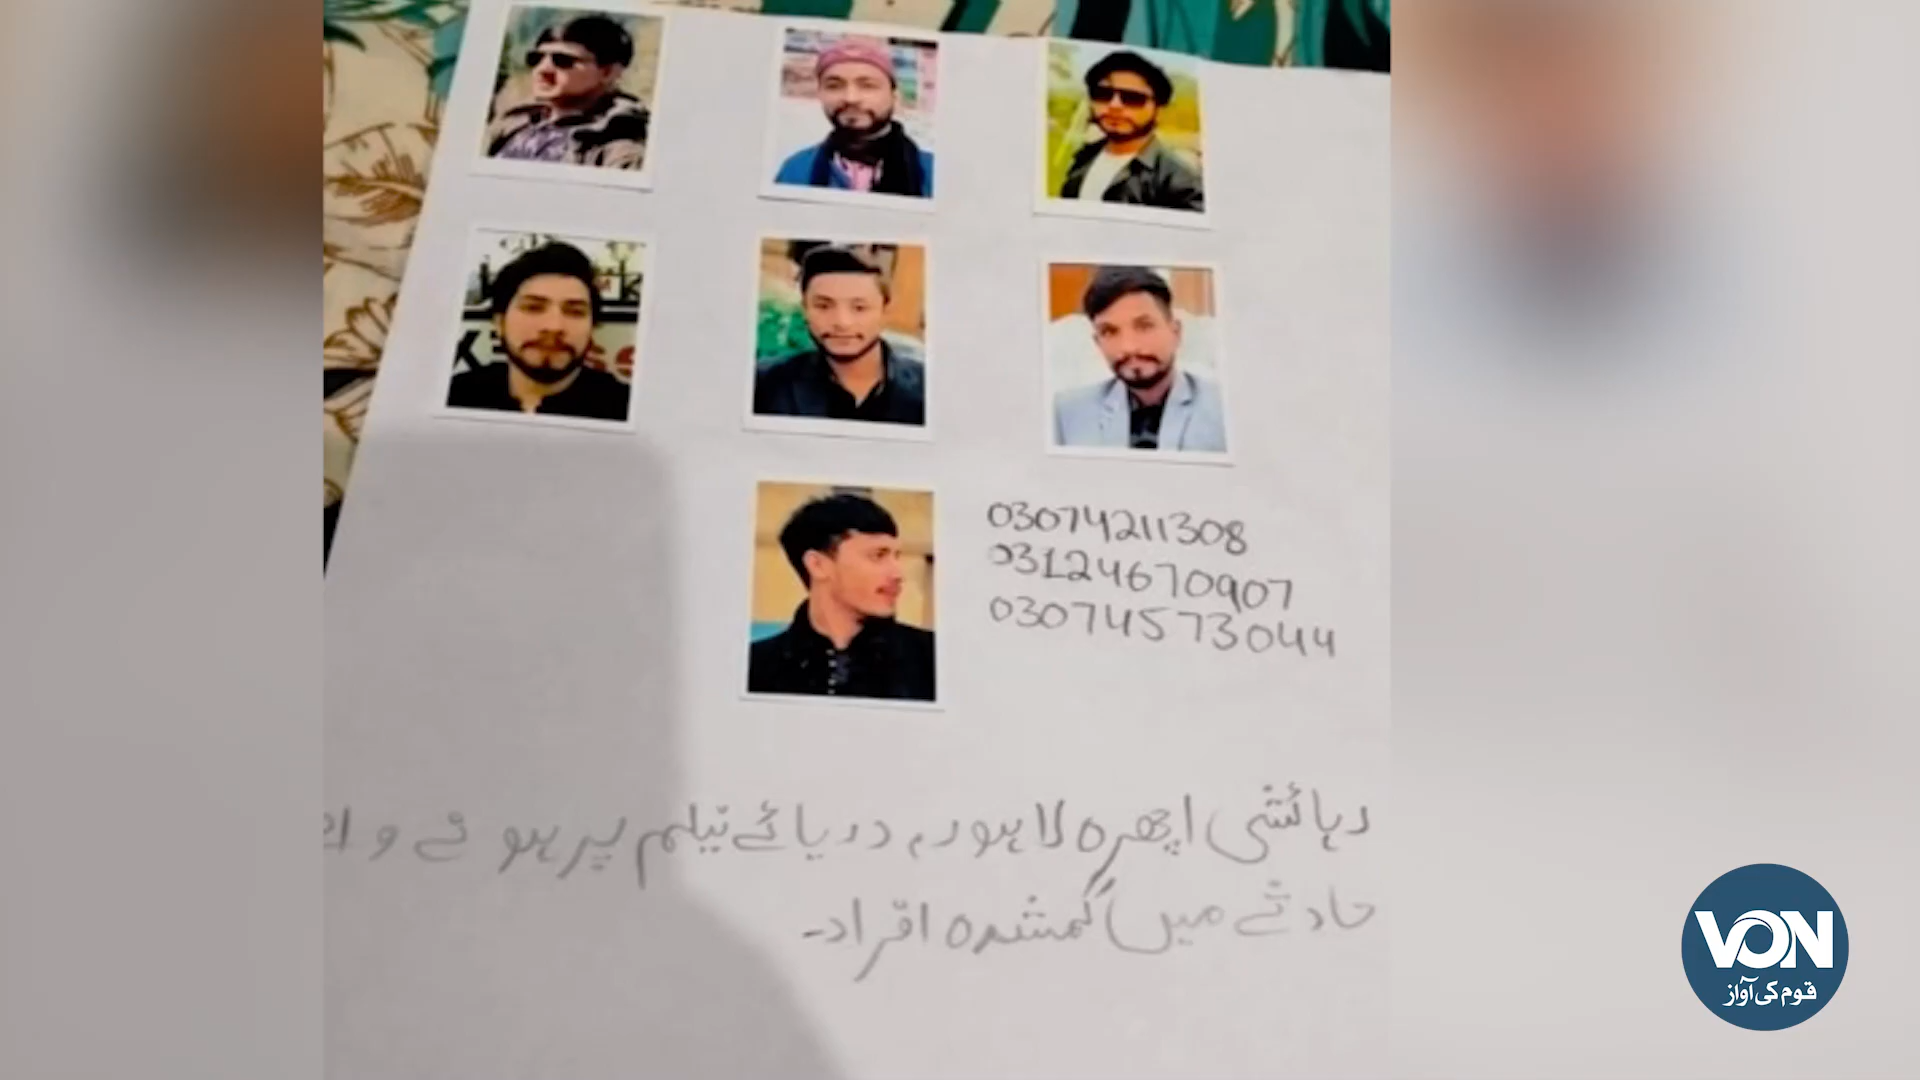 03074211308
03124670907
03074573044
رہائشی اچھرہ لاہور، دریائے نیلم پر ہوئے
حادثے میں گمشدہ افراد۔
VON
قوم کی آواز